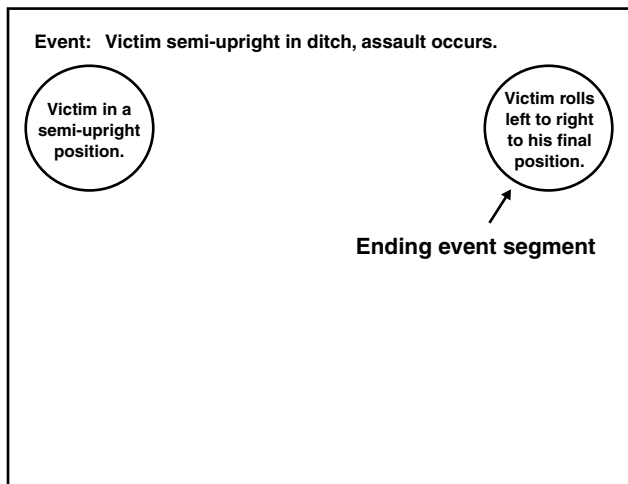 Event: Victim semi-upright in ditch, assault occurs.
Victim in a
semi-upright
position.
Victim rolls
left to right
to his final
position.
Ending event segment